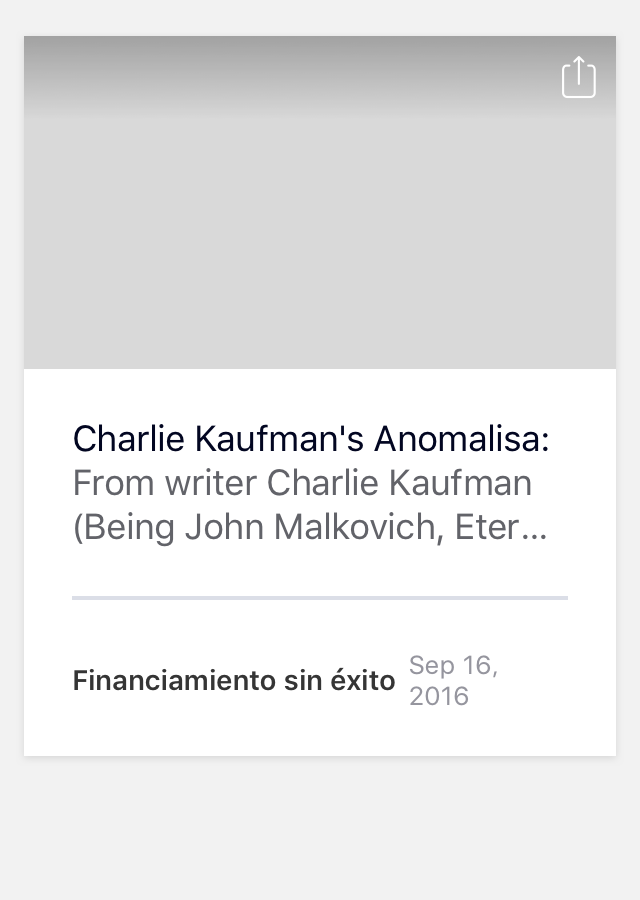 Charlie Kaufman's Anomalisa:
From writer Charlie Kaufman
(Being John Malkovich, Eter...
Financiamiento sin éxito
Sep 16,
2016